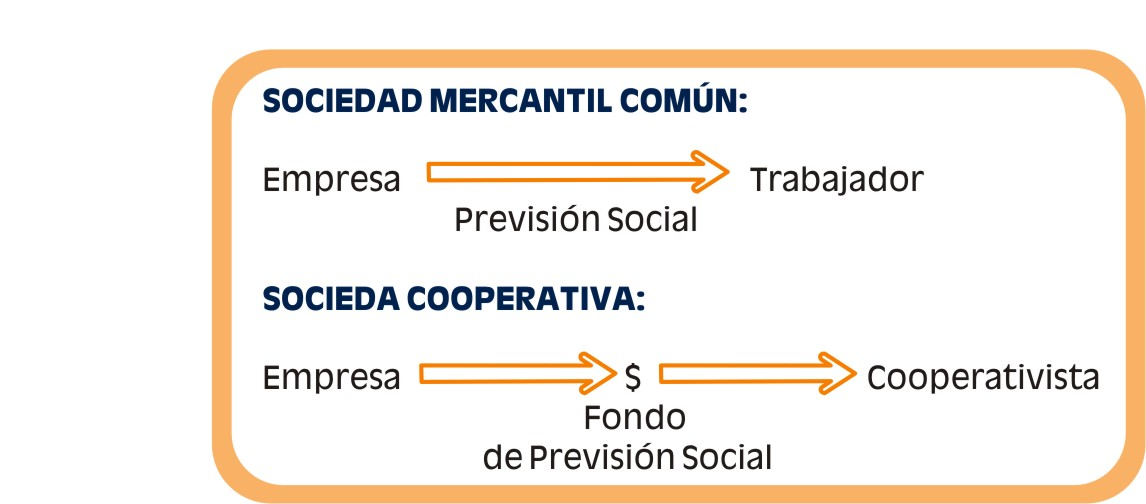 SOCIEDAD MERCANTIL COMÚN:
Empresa Trabajador
Previsión Social
SOCIEDA COOPERATIVA:
Empresa $ Cooperativista
Fondo
de Previsión Social